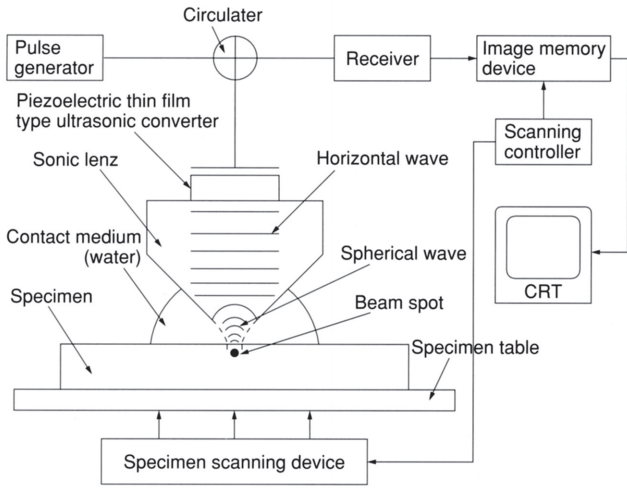 Circulater
Pulse
generator
Receiver
Image memory
device
Piezoelectric thin film
type ultrasonic converter
Scanning
controller
Sonic lenz
Horizontal wave
Contact medium
(water)
Spherical wave
Specimen
Beam spot
CRT
Specimen table
Specimen scanning device